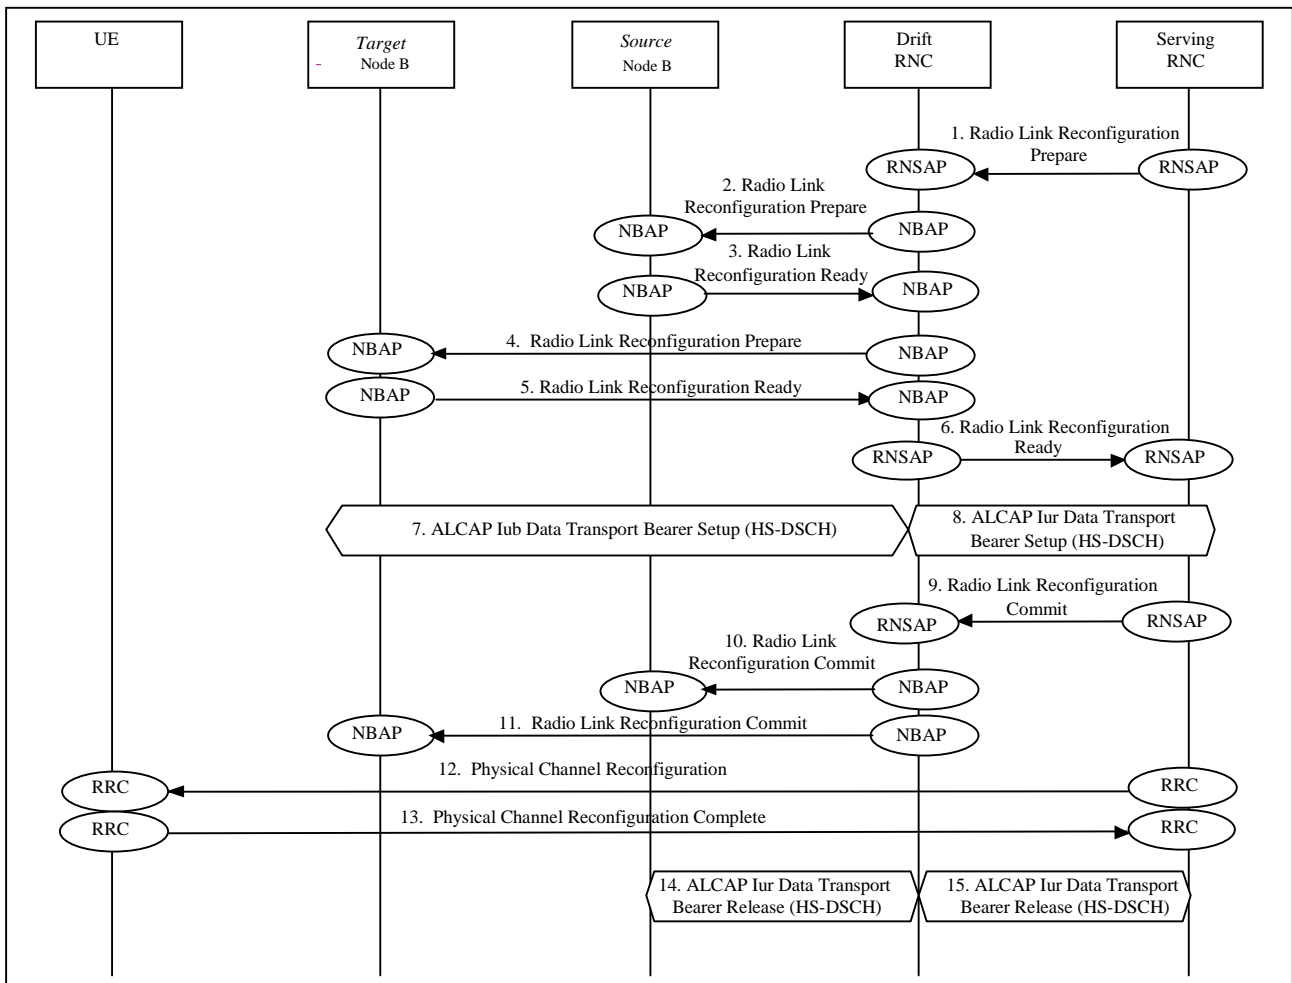 UE
Target
- Node B
Source
Node B
Drift
RNC
Serving
RNC
1. Radio Link Reconfiguration
Prepare
RNSAP
RNSAP
2. Radio Link
Reconfiguration Prepare
NBAP
NBAP
3. Radio Link
Reconfiguration Ready
NBAP
NBAP
4. Radio Link Reconfiguration Prepare
NBAP
NBAP
5. Radio Link Reconfiguration Ready
NBAP
NBAP
6. Radio Link Reconfiguration
Ready
RNSAP
RNSAP
7. ALCAP Iub Data Transport Bearer Setup (HS-DSCH)
8. ALCAP Iur Data Transport
Bearer Setup (HS-DSCH)
9. Radio Link Reconfiguration
Commit
RNSAP
RNSAP
10. Radio Link
Reconfiguration Commit
NBAP
NBAP
11. Radio Link Reconfiguration Commit
NBAP
NBAP
12. Physical Channel Reconfiguration
RRC
RRC
13. Physical Channel Reconfiguration Complete
RRC
RRC
14. ALCAP Iur Data Transport
Bearer Release (HS-DSCH)
15. ALCAP Iur Data Transport
Bearer Release (HS-DSCH)